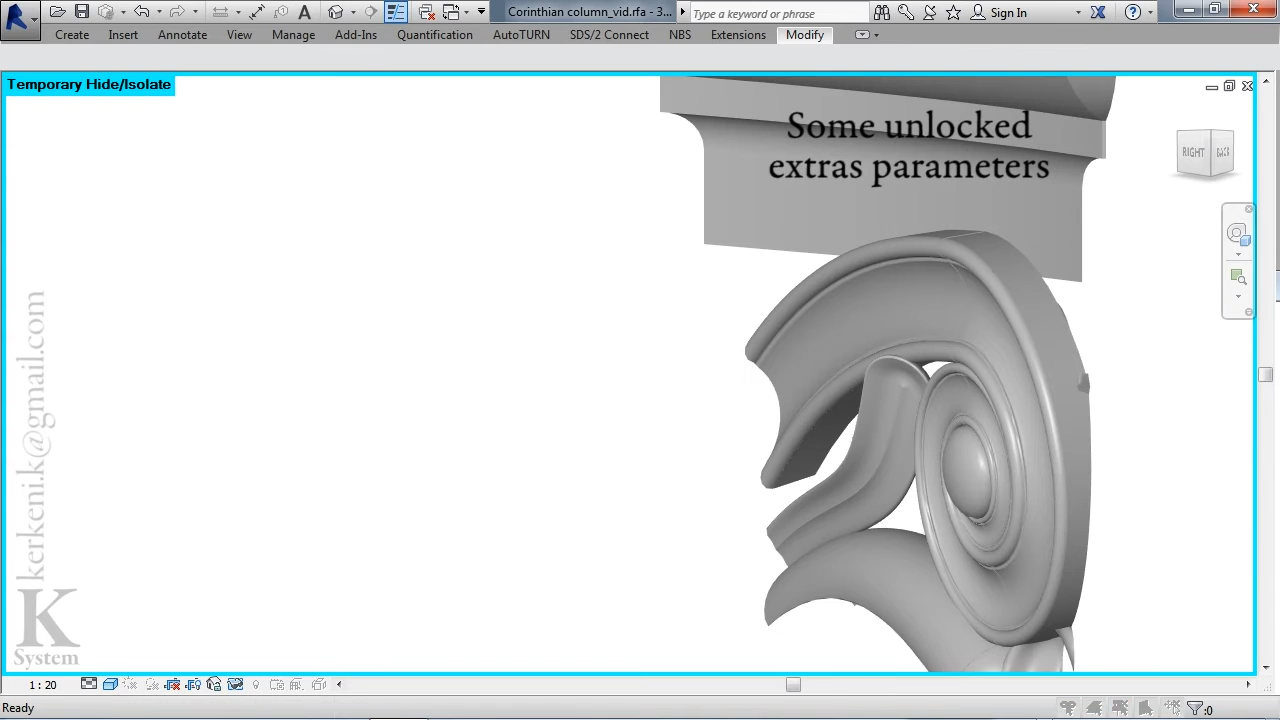 Corinthian column_vid.rfa - 3...
Type a keyword or phrase
Sign In
Create Insert Annotate View Manage Add-Ins Quantification AutoTURN SDS/2 Connect NBS Extensions Modify
Temporary Hide/Isolate
Some unlocked
extras parameters
RIGHT BACK
kerkeni.k@gmail.com
K
System
1 : 20
Ready
:0